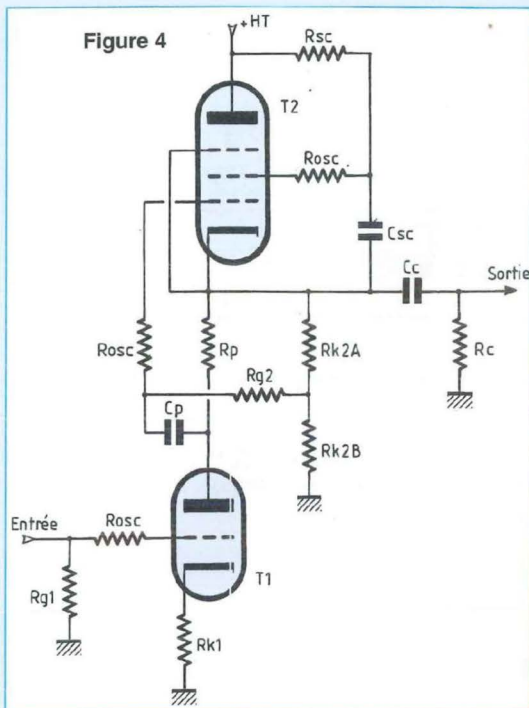 Figure 4
+HT
Rsc
T2
Rosc
Csc
Cc
Sortie
Rosc
Rp
Rk2A
Rc
Rg2
Cp
Rk2B
Entrée
Rosc
T1
Rg1
Rk1